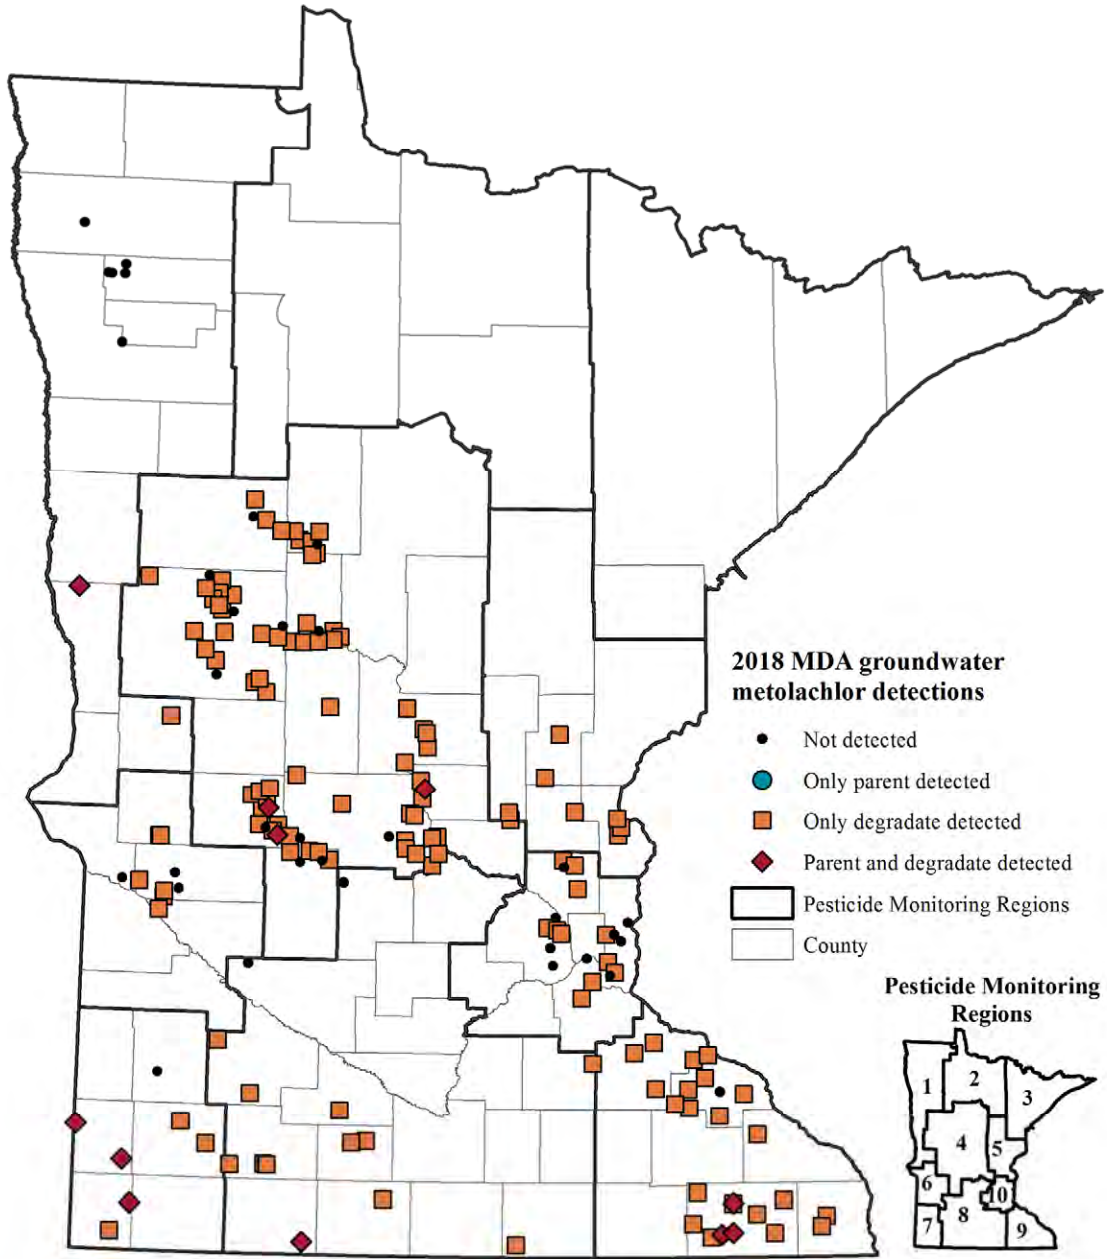 2018 MDA groundwater
metolachlor detections
Not detected
Only parent detected
Only degradate detected
Parent and degradate detected
Pesticide Monitoring Regions
County
Pesticide Monitoring
Regions
1
2
3
4
5
6
10
7
8
9